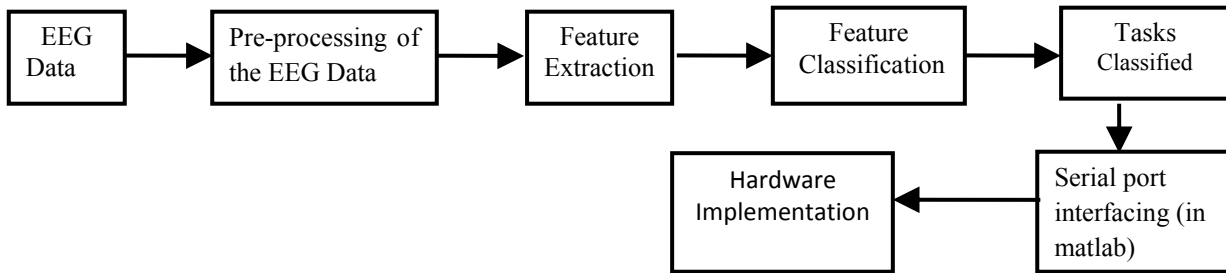 EEG
Data
Pre-processing of
the EEG Data
Feature
Extraction
Feature
Classification
Tasks
Classified
Serial port
interfacing (in
matlab)
Hardware
Implementation